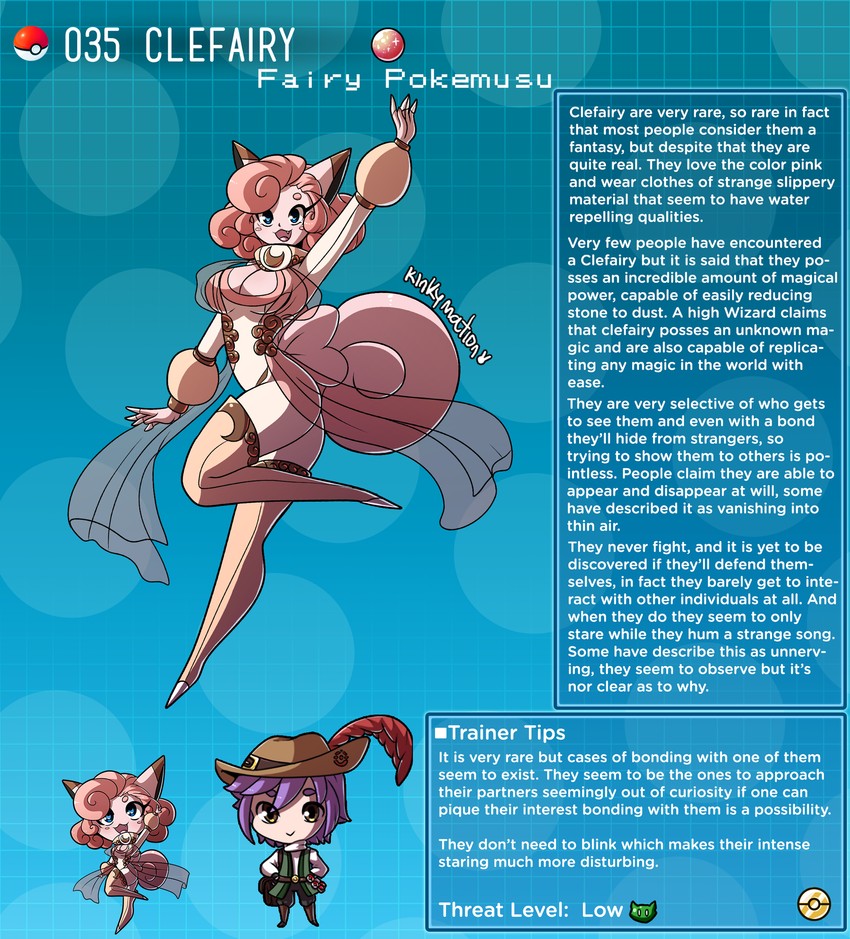 035 CLEFAIRY
Fairy Pokemusu
Clefairy are very rare, so rare in fact
that most people consider them a
fantasy, but despite that they are
quite real. They love the color pink
and wear clothes of strange slippery
material that seem to have water
repelling qualities.
Very few people have encountered
a Clefairy but it is said that they po-
sses an incredible amount of magical
power, capable of easily reducing
stone to dust. A high Wizard claims
that clefairy posses an unknown ma-
gic and are also capable of replica-
ting any magic in the world with
ease.
They are very selective of who gets
to see them and even with a bond
they'll hide from strangers, so
trying to show them to others is po-
intless. People claim they are able to
appear and disappear at will, some
have described it as vanishing into
thin air.
They never fight, and it is yet to be
discovered if they'll defend them-
selves, in fact they barely get to inte-
ract with other individuals at all. And
when they do they seem to only
stare while they hum a strange song.
Some have describe this as unnerv-
ing, they seem to observe but it's
nor clear as to why.
kinkymation
Trainer Tips
It is very rare but cases of bonding with one of them
seem to exist. They seem to be the ones to approach
their partners seemingly out of curiosity if one can
pique their interest bonding with them is a possibility.
They don't need to blink which makes their intense
staring much more disturbing.
Threat Level: Low